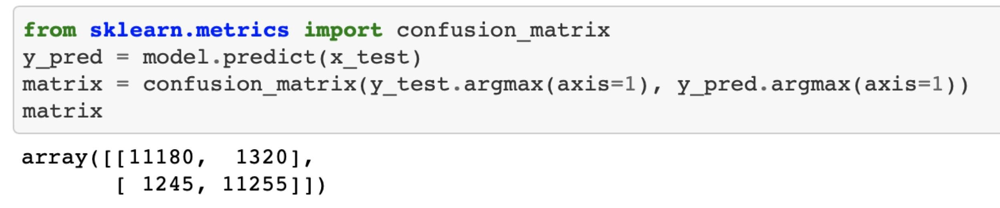 from sklearn.metrics import confusion_matrix
y_pred = model.predict(x_test)
matrix = confusion_matrix(y_test.argmax(axis=1), y_pred.argmax(axis=1))
matrix
array([[11180,  1320],
       [ 1245, 11255]])